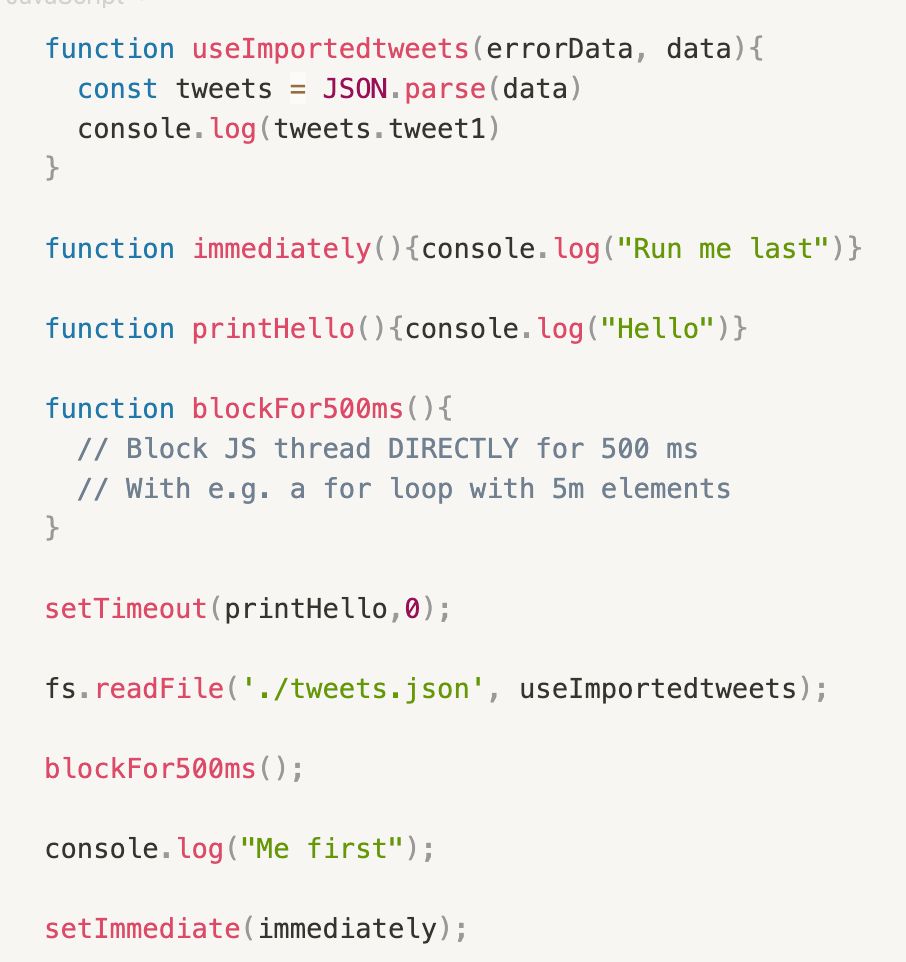 JavaScript
function useImportedtweets(errorData, data){
  const tweets = JSON.parse(data)
  console.log(tweets.tweet1)
}

function immediately(){console.log("Run me last")}

function printHello(){console.log("Hello")}

function blockFor500ms(){
  // Block JS thread DIRECTLY for 500 ms
  // With e.g. a for loop with 5m elements
}

setTimeout(printHello,0);

fs.readFile('./tweets.json', useImportedtweets);

blockFor500ms();

console.log("Me first");

setImmediate(immediately);